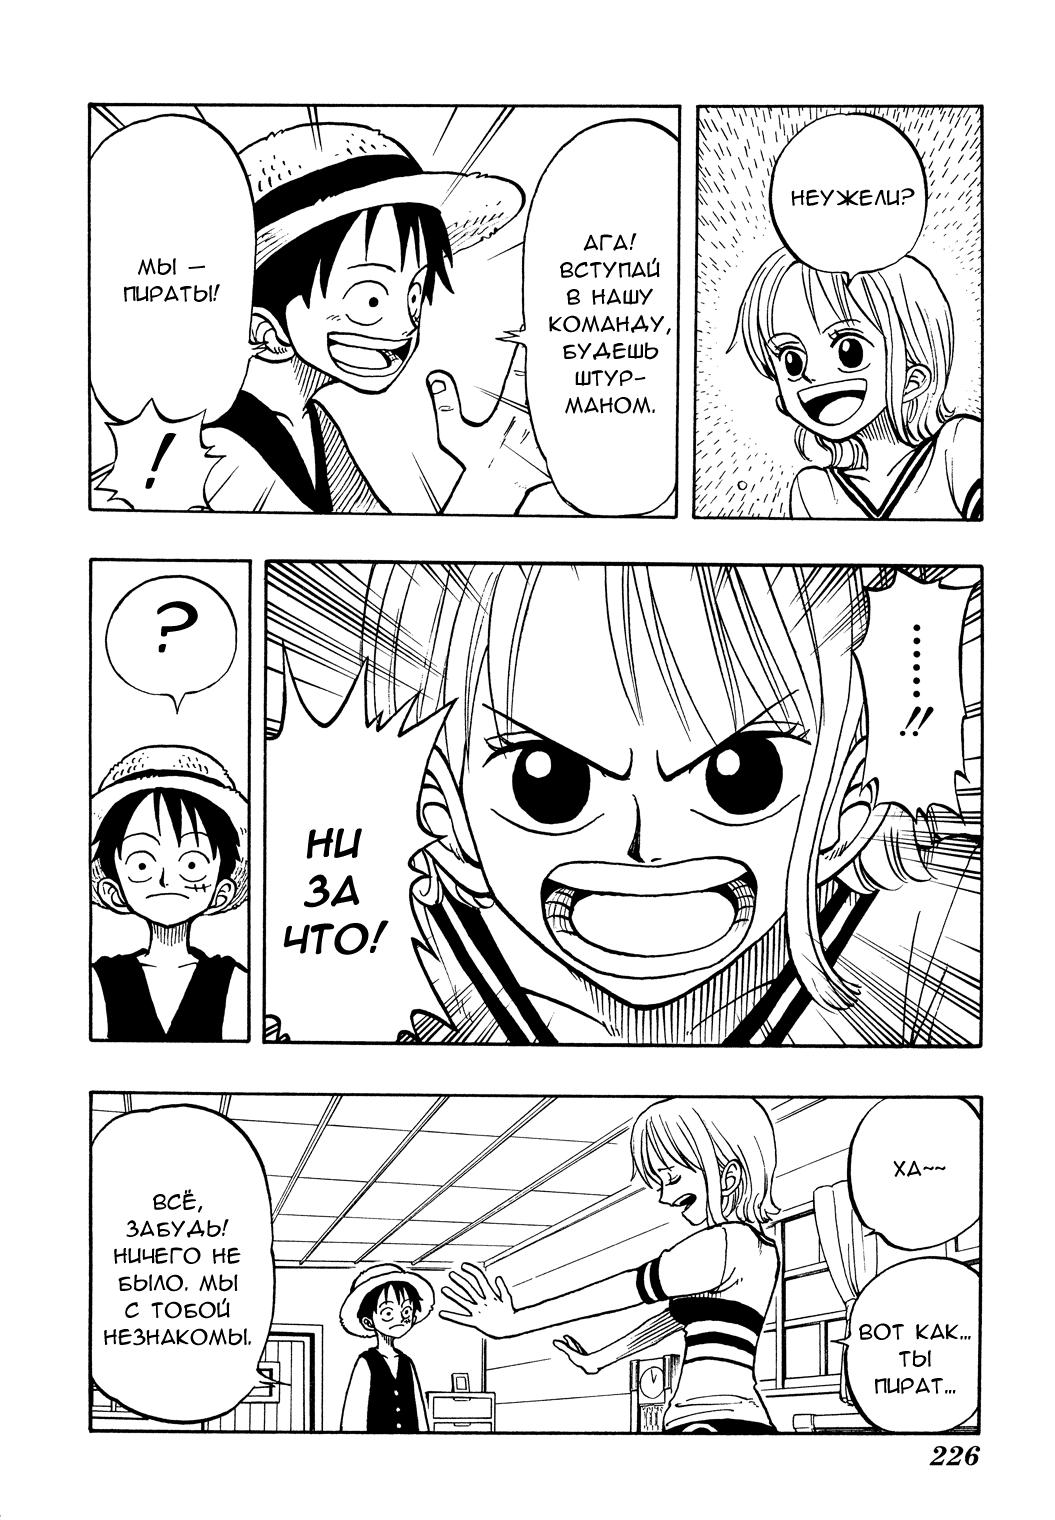 НЕУЖЕЛИ?
АГА!
ВСТУПАЙ
В НАШУ
КОМАНДУ,
БУДЕШЬ
ШТУР-
МАНОМ.
МЫ –
ПИРАТЫ!
!
........!!
НИ
ЗА
ЧТО!
?
ХА~~
ВОТ КАК...
ТЫ
ПИРАТ...
ВСЁ,
ЗАБУДЬ!
НИЧЕГО НЕ
БЫЛО. МЫ
С ТОБОЙ
НЕЗНАКОМЫ.
226